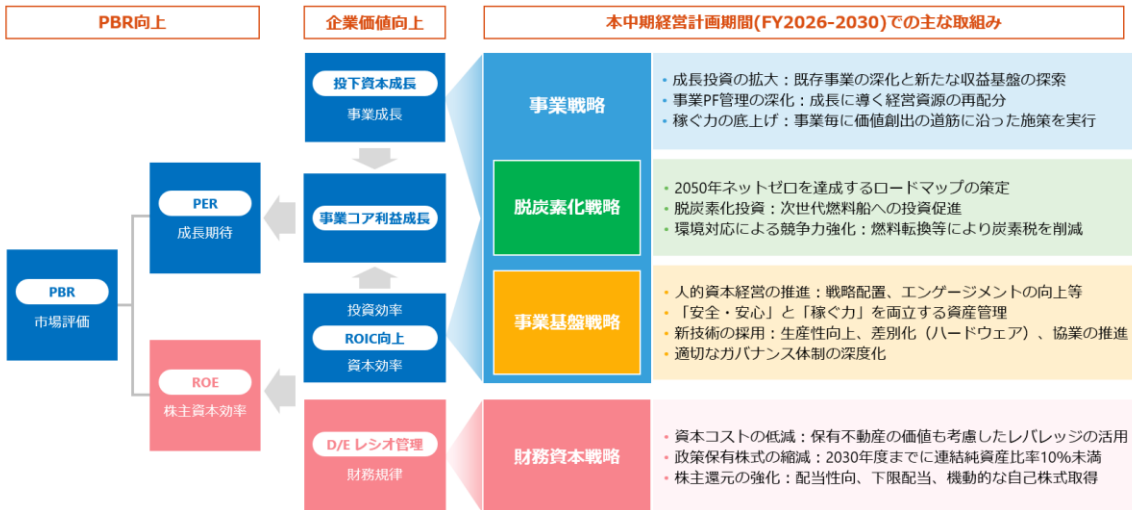 PBR向上
企業価値向上
本中期経営計画期間(FY2026-2030)での主な取組み
PBR
市場評価
PER
成長期待
ROE
株主資本効率
投下資本成長
事業成長
事業コア利益成長
投資効率
ROIC向上
資本効率
D/E レシオ管理
財務規律
事業戦略
・成長投資の拡大：既存事業の深化と新たな収益基盤の探索
・事業PF管理の深化：成長に導く経営資源の再配分
・稼ぐ力の底上げ：事業毎に価値創出の道筋に沿った施策を実行
脱炭素化戦略
・2050年ネットゼロを達成するロードマップの策定
・脱炭素化投資：次世代燃料船への投資促進
・環境対応による競争力強化：燃料転換等により炭素税を削減
事業基盤戦略
・人的資本経営の推進：戦略配置、エンゲージメントの向上等
・「安全・安心」と「稼ぐ力」を両立する資産管理
・新技術の採用：生産性向上、差別化（ハードウェア）、協業の推進
・適切なガバナンス体制の深度化
財務資本戦略
・資本コストの低減：保有不動産の価値も考慮したレバレッジの活用
・政策保有株式の縮減：2030年度までに連結純資産比率10%未満
・株主還元の強化：配当性向、下限配当、機動的な自己株式取得